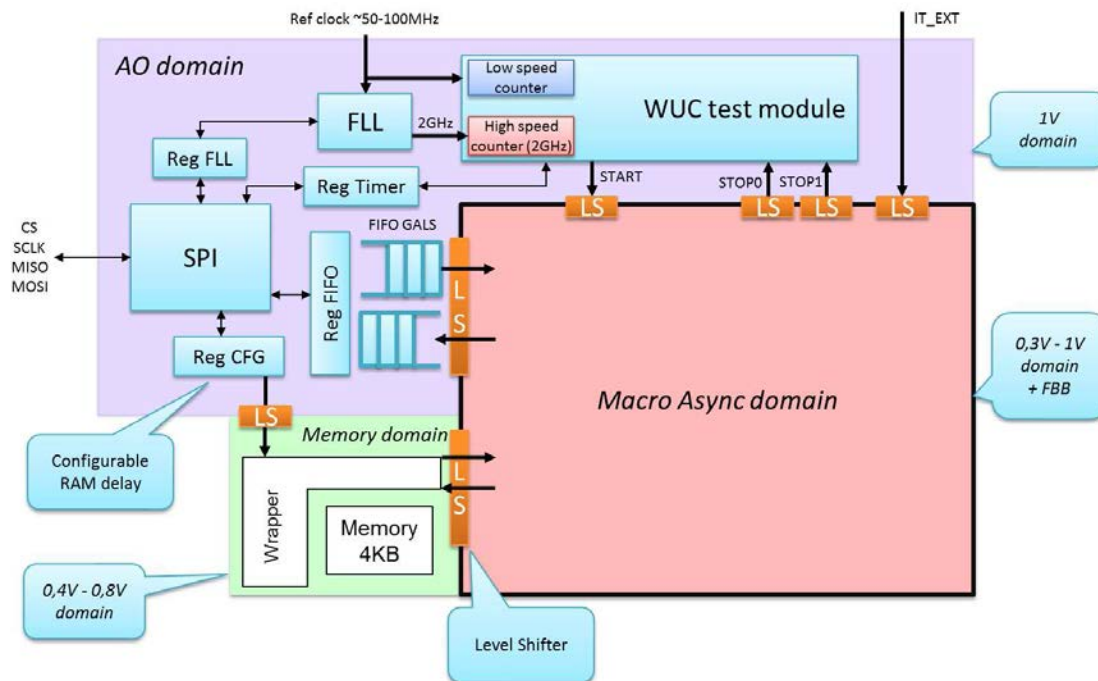 Ref clock ~50-100MHz
IT_EXT
AO domain
Low speed
counter
WUC test module
1V
domain
FLL
2GHz
High speed
counter (2GHz)
Reg FLL
Reg Timer
START
STOP0
STOP1
LS
LS
LS
LS
CS
SCLK
MISO
MOSI
SPI
FIFO GALS
Reg FIFO
L
S
Reg CFG
0,3V - 1V
domain
+ FBB
Macro Async domain
LS
Memory domain
Configurable
RAM delay
L
S
Wrapper
Memory
4KB
0,4V - 0,8V
domain
Level Shifter